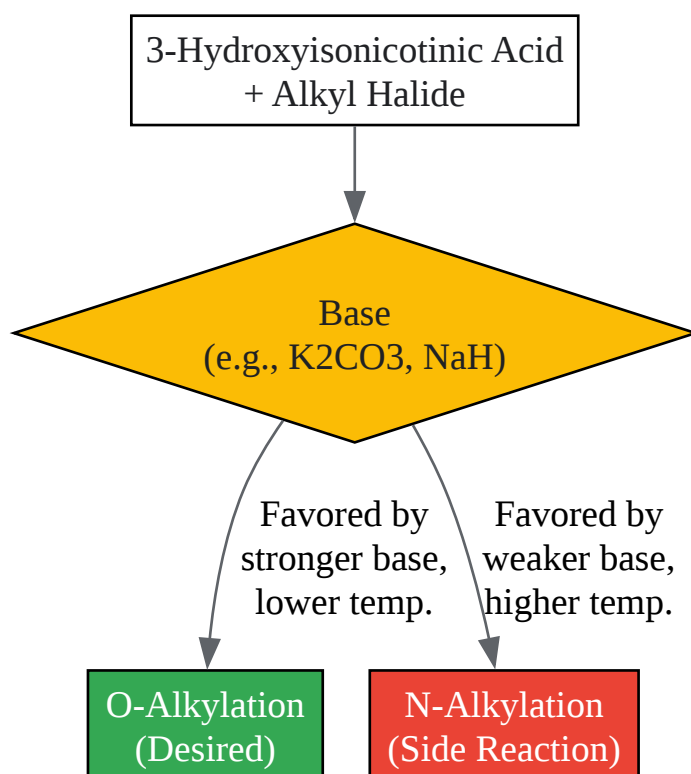 3-Hydroxyisonicotinic Acid
+ Alkyl Halide
Base
(e.g., K2CO3, NaH)
Favored by
stronger base,
lower temp.
Favored by
weaker base,
higher temp.
O-Alkylation
(Desired)
N-Alkylation
(Side Reaction)